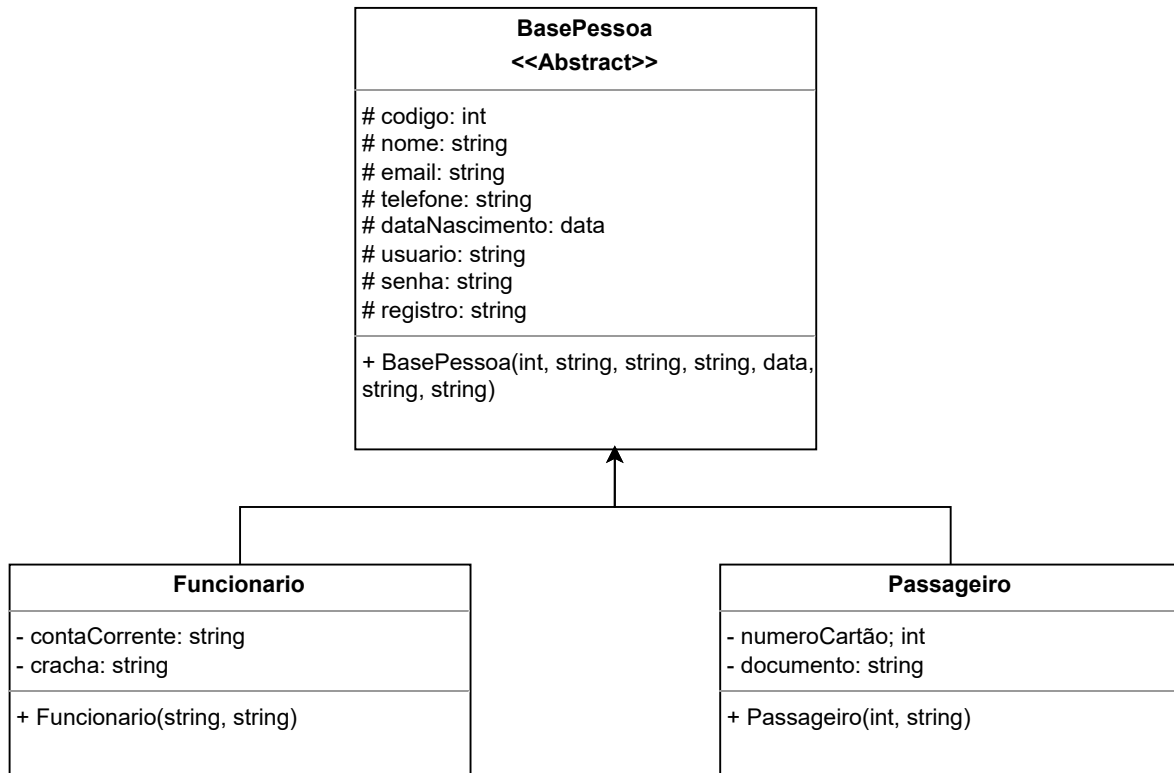 BasePessoa
<<Abstract>>
# codigo: int
# nome: string
# email: string
# telefone: string
# dataNascimento: data
# usuario: string
# senha: string
# registro: string
+ BasePessoa(int, string, string, string, data,
string, string)
Funcionario
- contaCorrente: string
- cracha: string
+ Funcionario(string, string)
Passageiro
- numeroCartão; int
- documento: string
+ Passageiro(int, string)